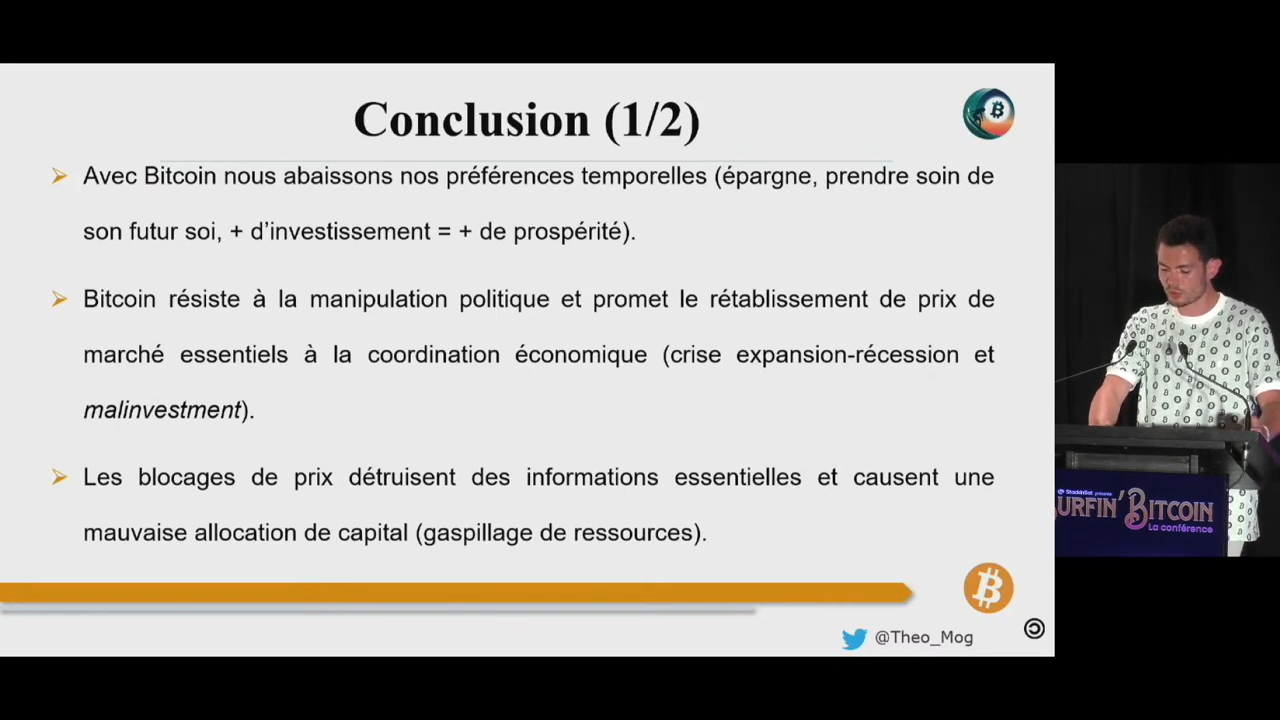 Conclusion (1/2)
Avec Bitcoin nous abaissons nos préférences temporelles (épargne, prendre soin de
son futur soi, + d’investissement = + de prospérité).
Bitcoin résiste à la manipulation politique et promet le rétablissement de prix de
marché essentiels à la coordination économique (crise expansion-récession et
malinvestment).
Les blocages de prix détruisent des informations essentielles et causent une
mauvaise allocation de capital (gaspillage de ressources).
@Theo_Mog
StackinSat présente
URFIN' BITCOIN
La conférence